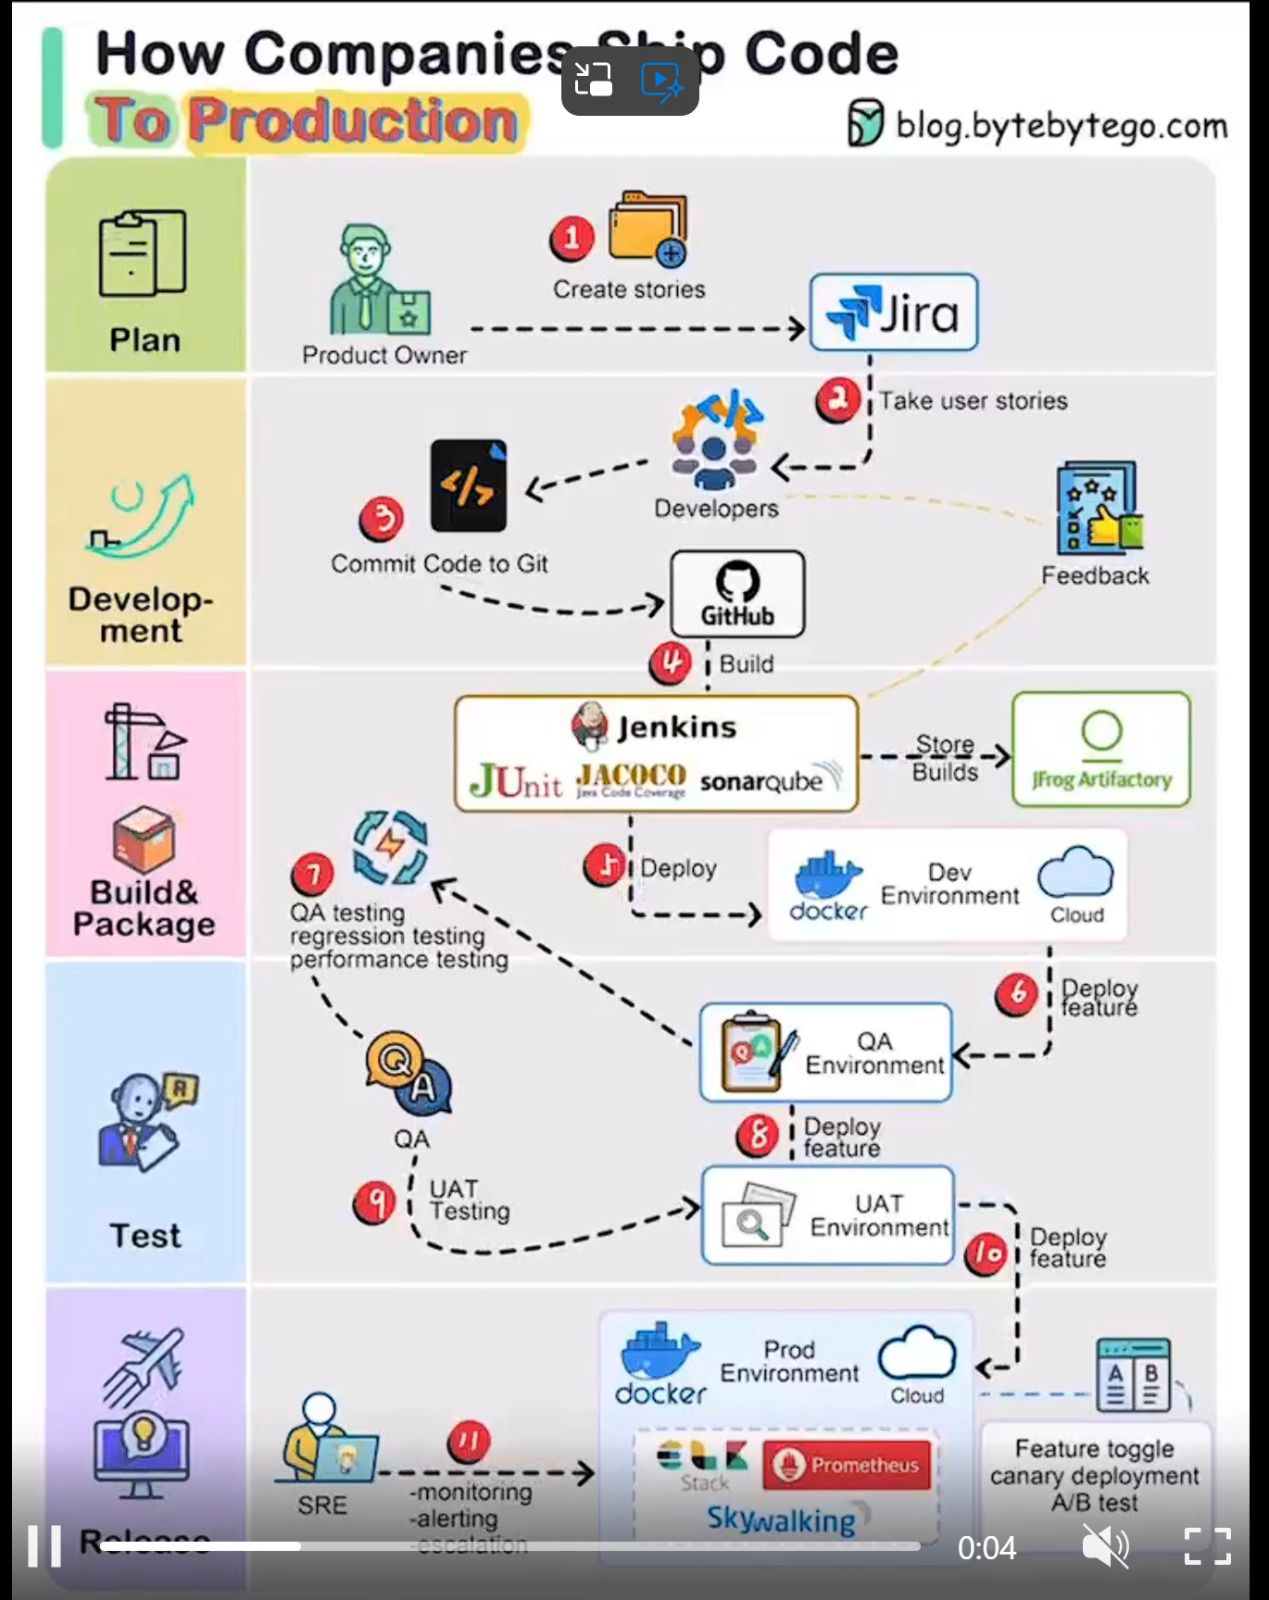 How Companies Ship Code
To Production
blog.bytebytego.com
Plan
1
Create stories
Product Owner
Jira
2
Take user stories
Developers
</>
3
Commit Code to Git
GitHub
Feedback
Develop-
ment
4
Build
Jenkins
JUnit
JACOCO
Java Code Coverage
sonarqube
Store
Builds
JFrog Artifactory
Build&
Package
5
Deploy
docker
Dev
Environment
Cloud
7
QA testing
regression testing
performance testing
6
Deploy
feature
QA
Environment
Q
A
QA
8
Deploy
feature
9
UAT
Testing
UAT
Environment
10
Deploy
feature
Test
docker
Prod
Environment
Cloud
A B
SRE
11
-monitoring
-alerting
-escalation
ELK
Stack
Prometheus
Skywalking
Feature toggle
canary deployment
A/B test
Release
0:04